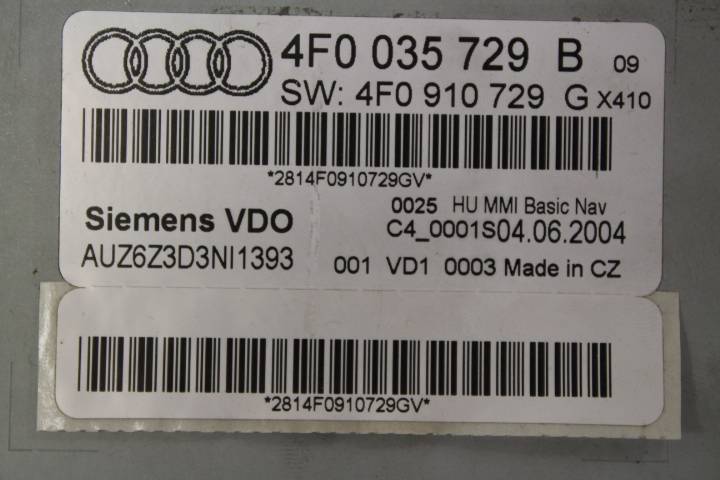 4F0 035 729 B 09
SW: 4F0 910 729 G X410
*2814F0910729GV*
0025 HU MMI Basic Nav
Siemens VDO C4_0001S04.06.2004
AUZ6Z3D3NI1393 001 VD1 0003 Made in CZ
*2814F0910729GV*